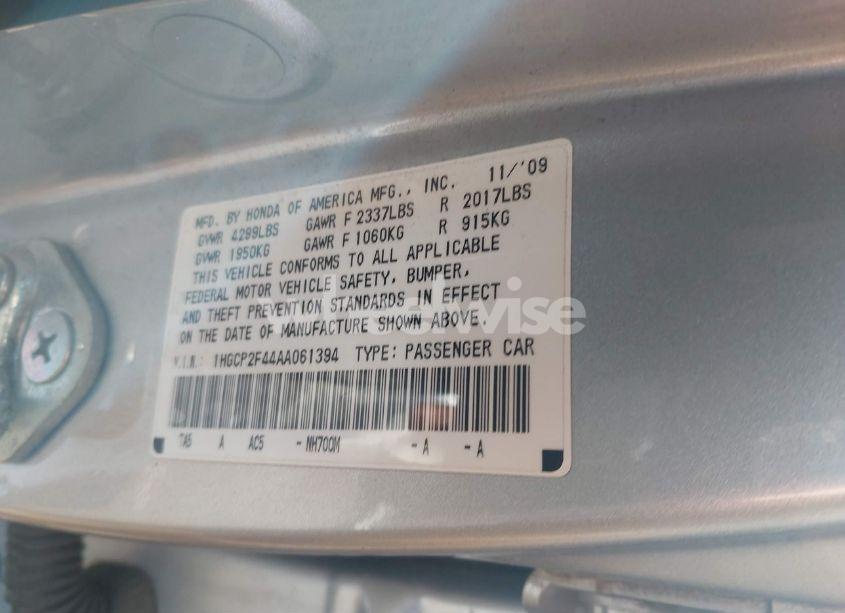 MFD. BY HONDA OF AMERICA MFG., INC. 11/'09
GVWR 4299LBS GAWR F 2337LBS R 2017LBS
GVWR 1950KG GAWR F 1060KG R 915KG
THIS VEHICLE CONFORMS TO ALL APPLICABLE
FEDERAL MOTOR VEHICLE SAFETY, BUMPER,
AND THEFT PREVENTION STANDARDS IN EFFECT
ON THE DATE OF MANUFACTURE SHOWN ABOVE.
V.I.N.: 1HGCP2F44AA061394 TYPE: PASSENGER CAR
TA5 A AC5 - NH700M - A - A